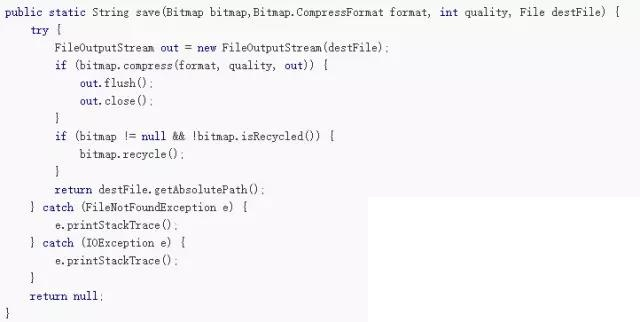 public static String save(Bitmap bitmap,Bitmap.CompressFormat format, int quality, File destFile) {
    try {
        FileOutputStream out = new FileOutputStream(destFile);
        if (bitmap.compress(format, quality, out)) {
            out.flush();
            out.close();
        }
        if (bitmap != null && !bitmap.isRecycled()) {
            bitmap.recycle();
        }
        return destFile.getAbsolutePath();
    } catch (FileNotFoundException e) {
        e.printStackTrace();
    } catch (IOException e) {
        e.printStackTrace();
    }
    return null;
}